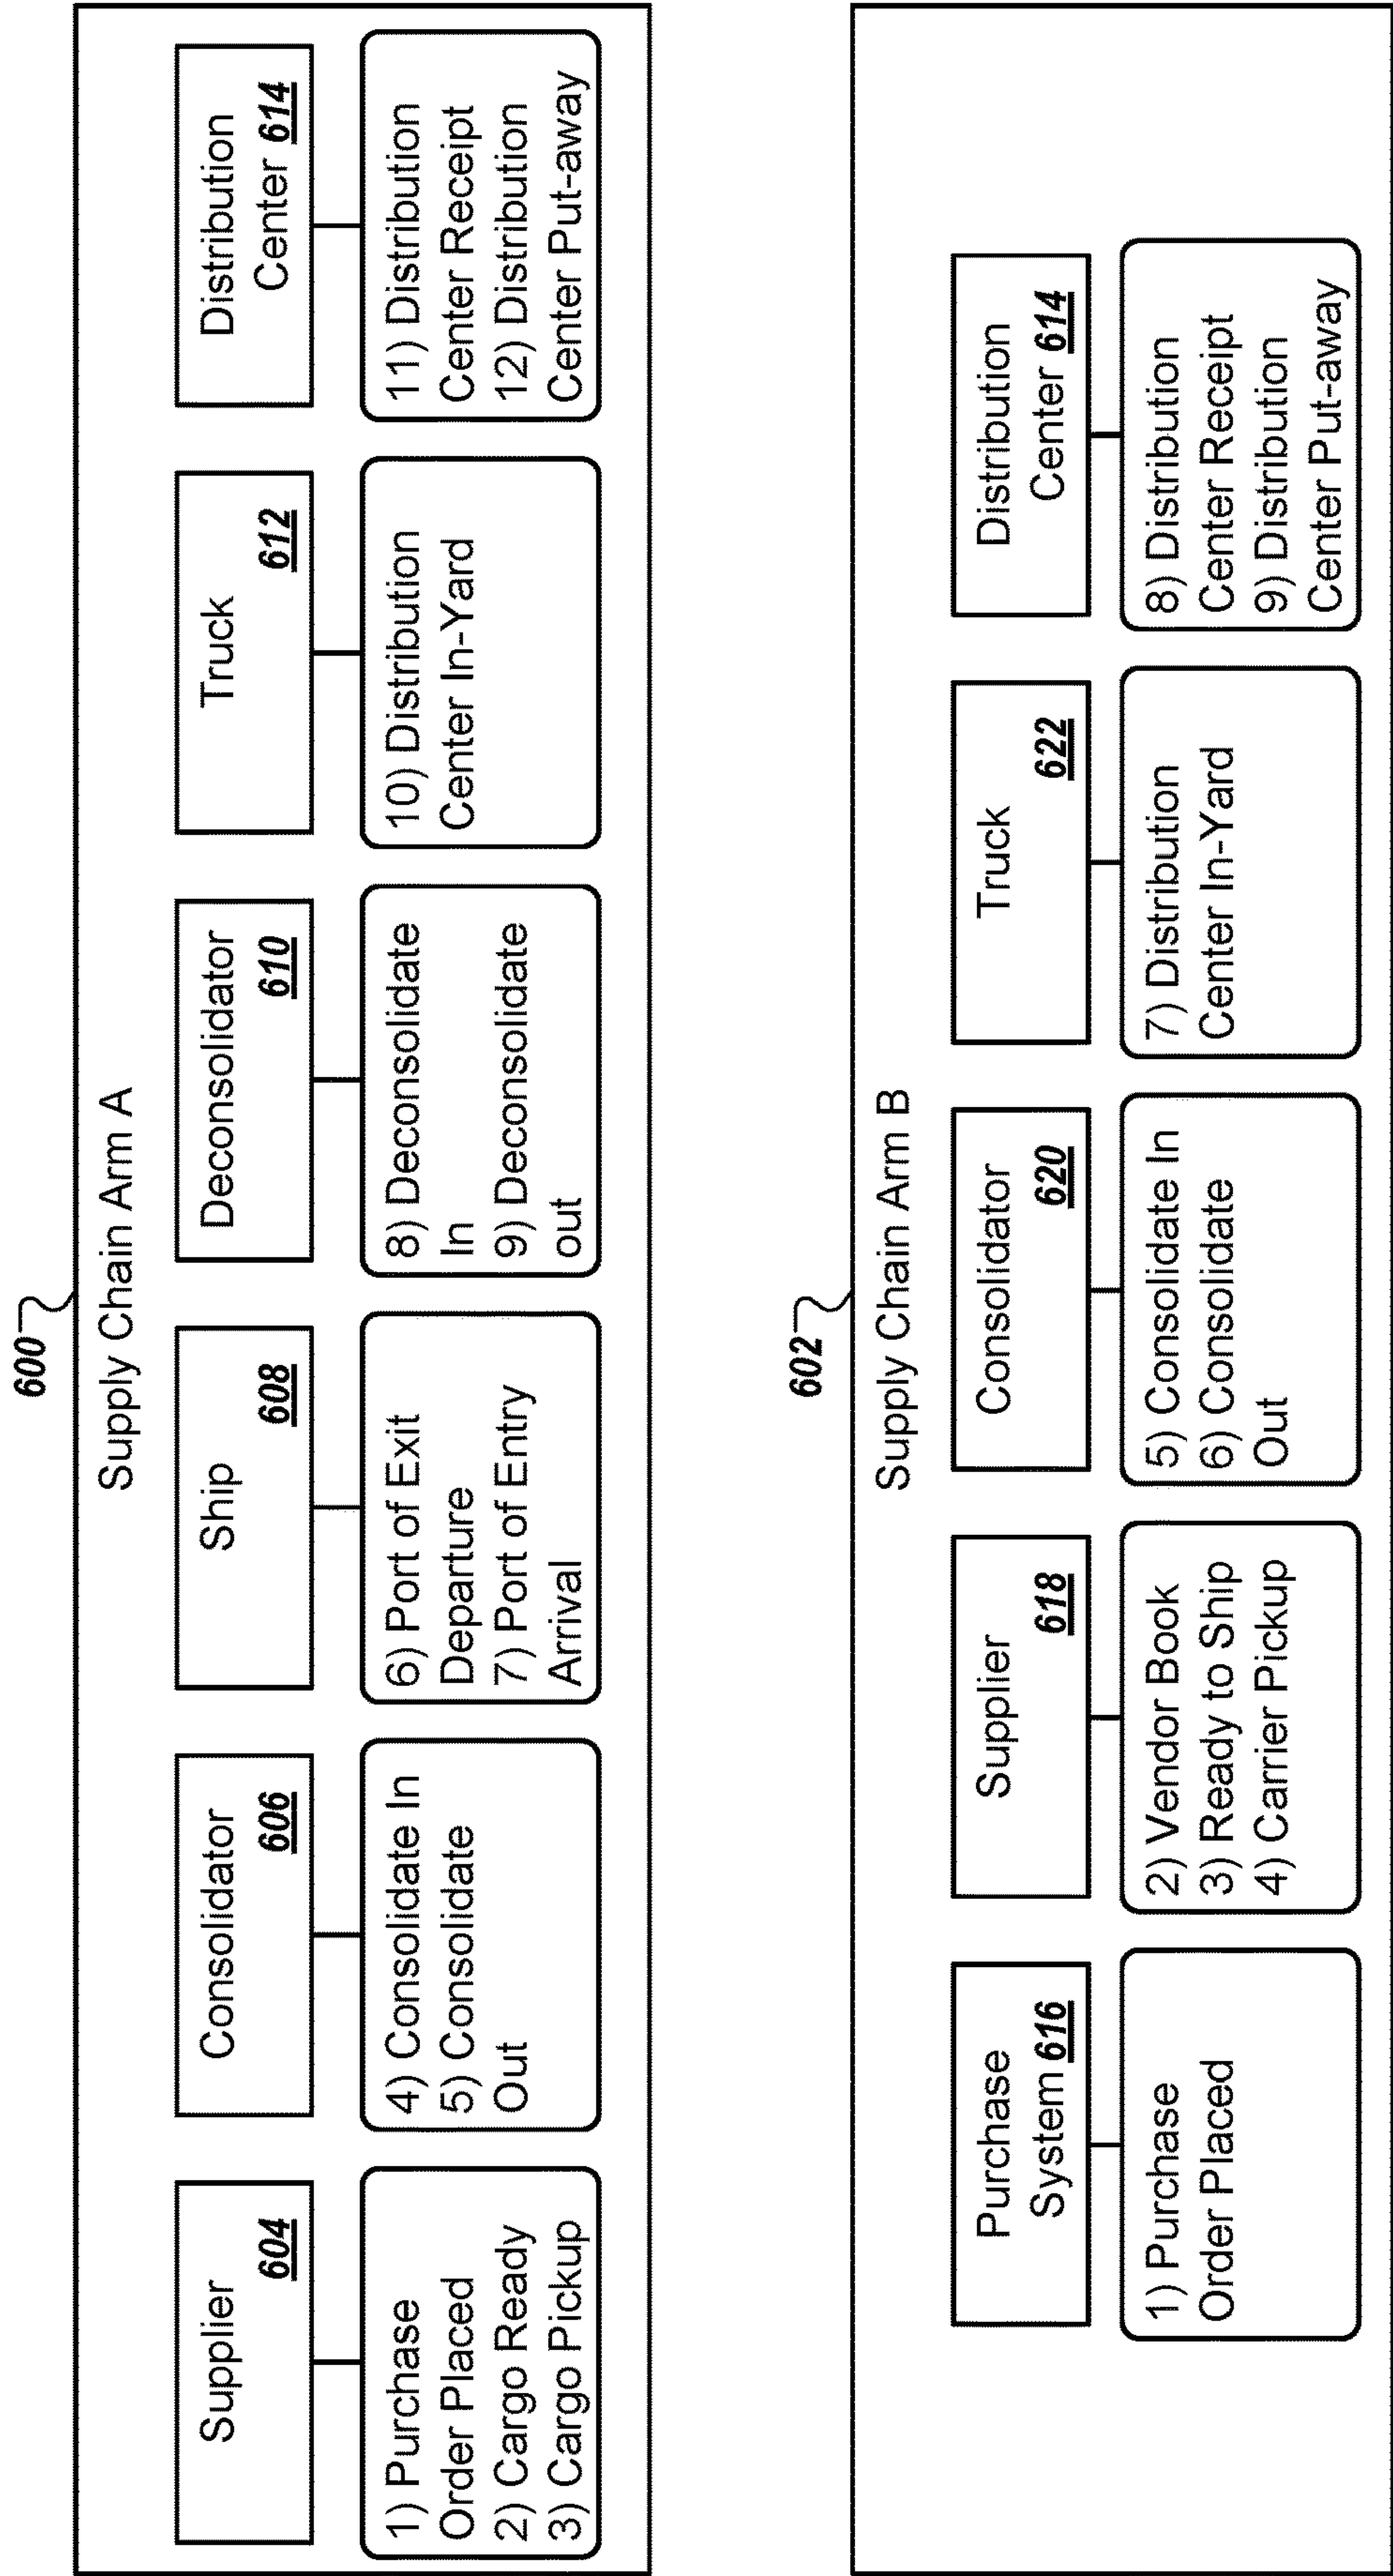 600
Supply Chain Arm A
Supplier
604
1) Purchase
Order Placed
2) Cargo Ready
3) Cargo Pickup
Consolidator
606
4) Consolidate In
5) Consolidate
Out
Ship
608
6) Port of Exit
Departure
7) Port of Entry
Arrival
Deconsolidator
610
8) Deconsolidate
In
9) Deconsolidate
out
Truck
612
10) Distribution
Center In-Yard
Distribution
Center 614
11) Distribution
Center Receipt
12) Distribution
Center Put-away
602
Supply Chain Arm B
Purchase
System 616
1) Purchase
Order Placed
Supplier
618
2) Vendor Book
3) Ready to Ship
4) Carrier Pickup
Consolidator
620
5) Consolidate In
6) Consolidate
Out
Truck
622
7) Distribution
Center In-Yard
Distribution
Center 614
8) Distribution
Center Receipt
9) Distribution
Center Put-away